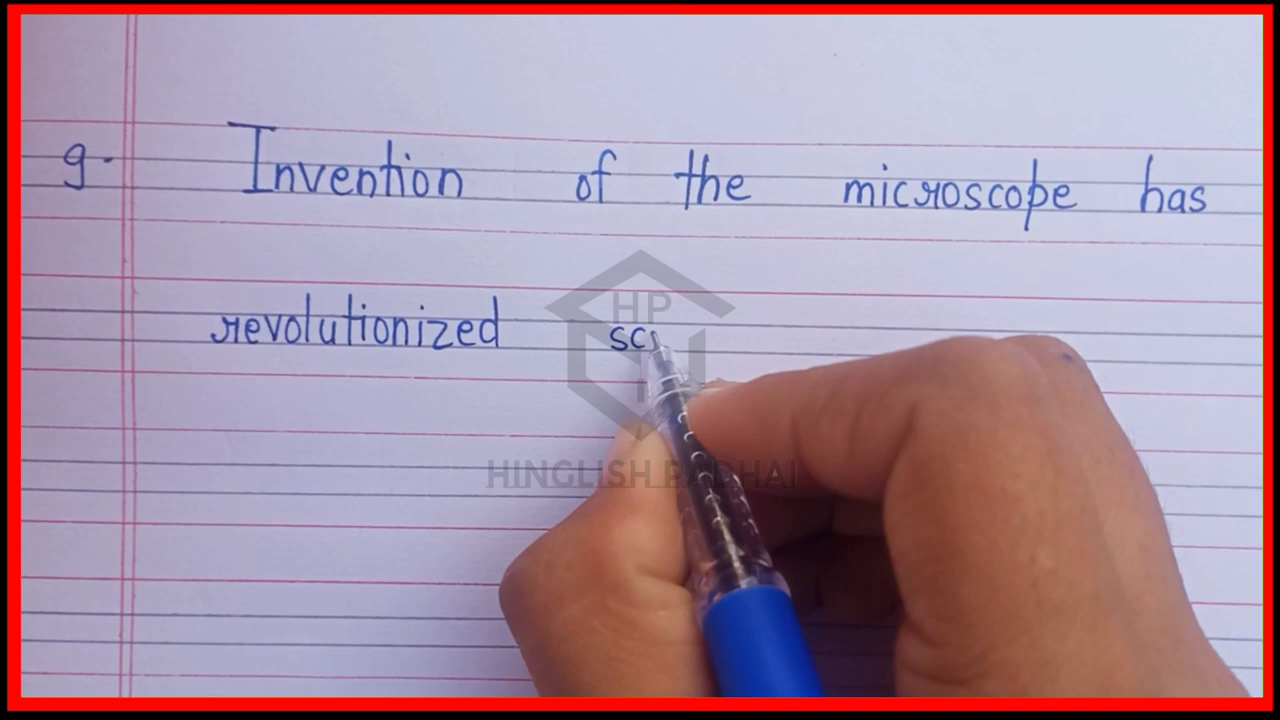 9. Invention of the microscope has
revolutionized sc
HP
HINGLISH PADHAI